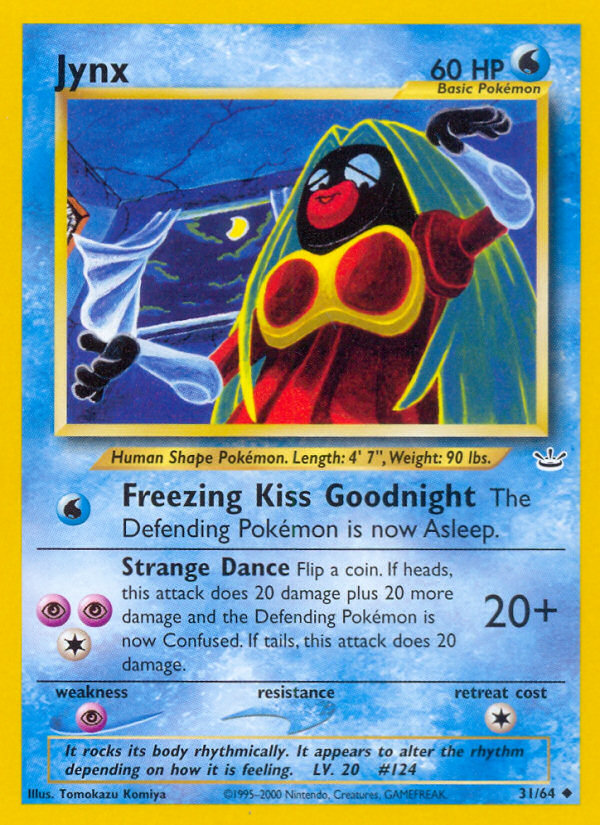 Jynx
60 HP
Basic Pokémon
Human Shape Pokémon. Length: 4' 7", Weight: 90 lbs.
Freezing Kiss Goodnight The
Defending Pokémon is now Asleep.
Strange Dance Flip a coin. If heads,
this attack does 20 damage plus 20 more
damage and the Defending Pokémon is
now Confused. If tails, this attack does 20
damage.
20+
weakness resistance retreat cost
It rocks its body rhythmically. It appears to alter the rhythm
depending on how it is feeling. LV. 20 #124
Illus. Tomokazu Komiya ©1995-2000 Nintendo, Creatures, GAMEFREAK. 31/64